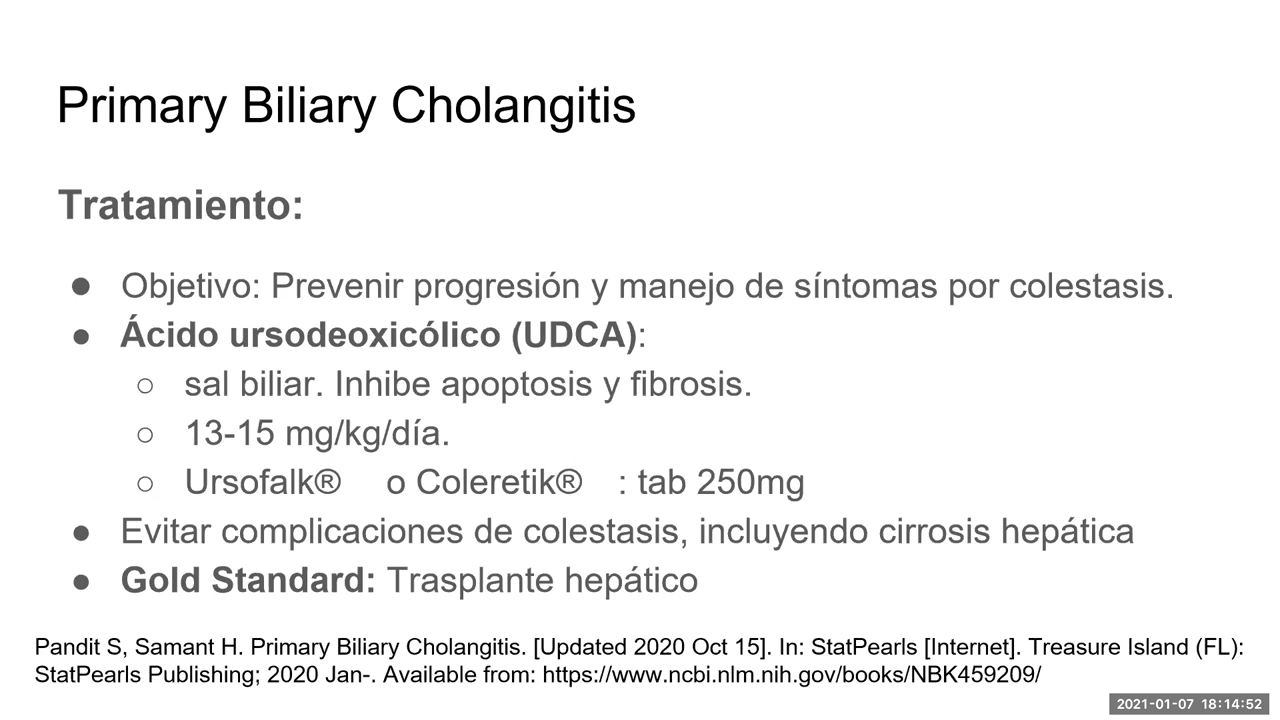 Primary Biliary Cholangitis
Tratamiento:
● Objetivo: Prevenir progresión y manejo de síntomas por colestasis.
● Ácido ursodeoxicólico (UDCA):
○ sal biliar. Inhibe apoptosis y fibrosis.
○ 13-15 mg/kg/día.
○ Ursofalk® o Coleretik® : tab 250mg
● Evitar complicaciones de colestasis, incluyendo cirrosis hepática
● Gold Standard: Trasplante hepático
Pandit S, Samant H. Primary Biliary Cholangitis. [Updated 2020 Oct 15]. In: StatPearls [Internet]. Treasure Island (FL):
StatPearls Publishing; 2020 Jan-. Available from: https://www.ncbi.nlm.nih.gov/books/NBK459209/
2021-01-07 18:14:52